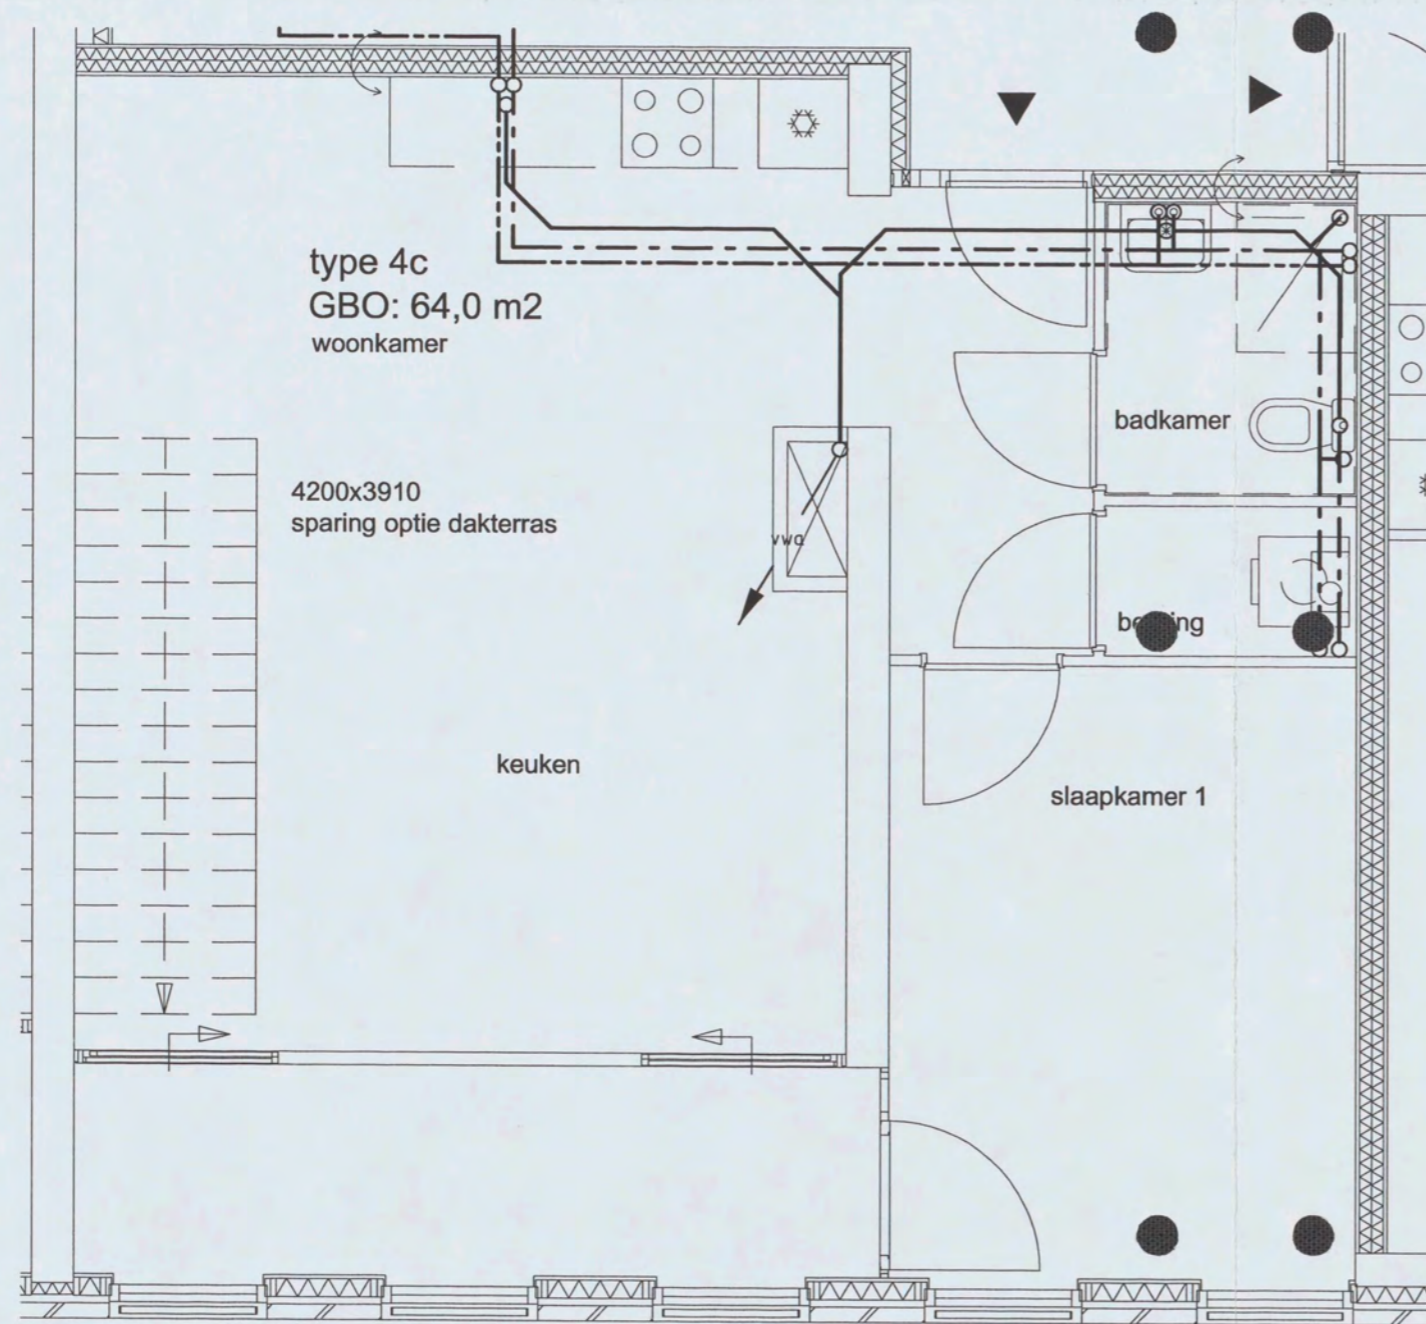 type 4c
GBO: 64,0 m2
woonkamer
badkamer
4200x3910
sparing optie dakterras
vwa
keuken
slaapkamer 1